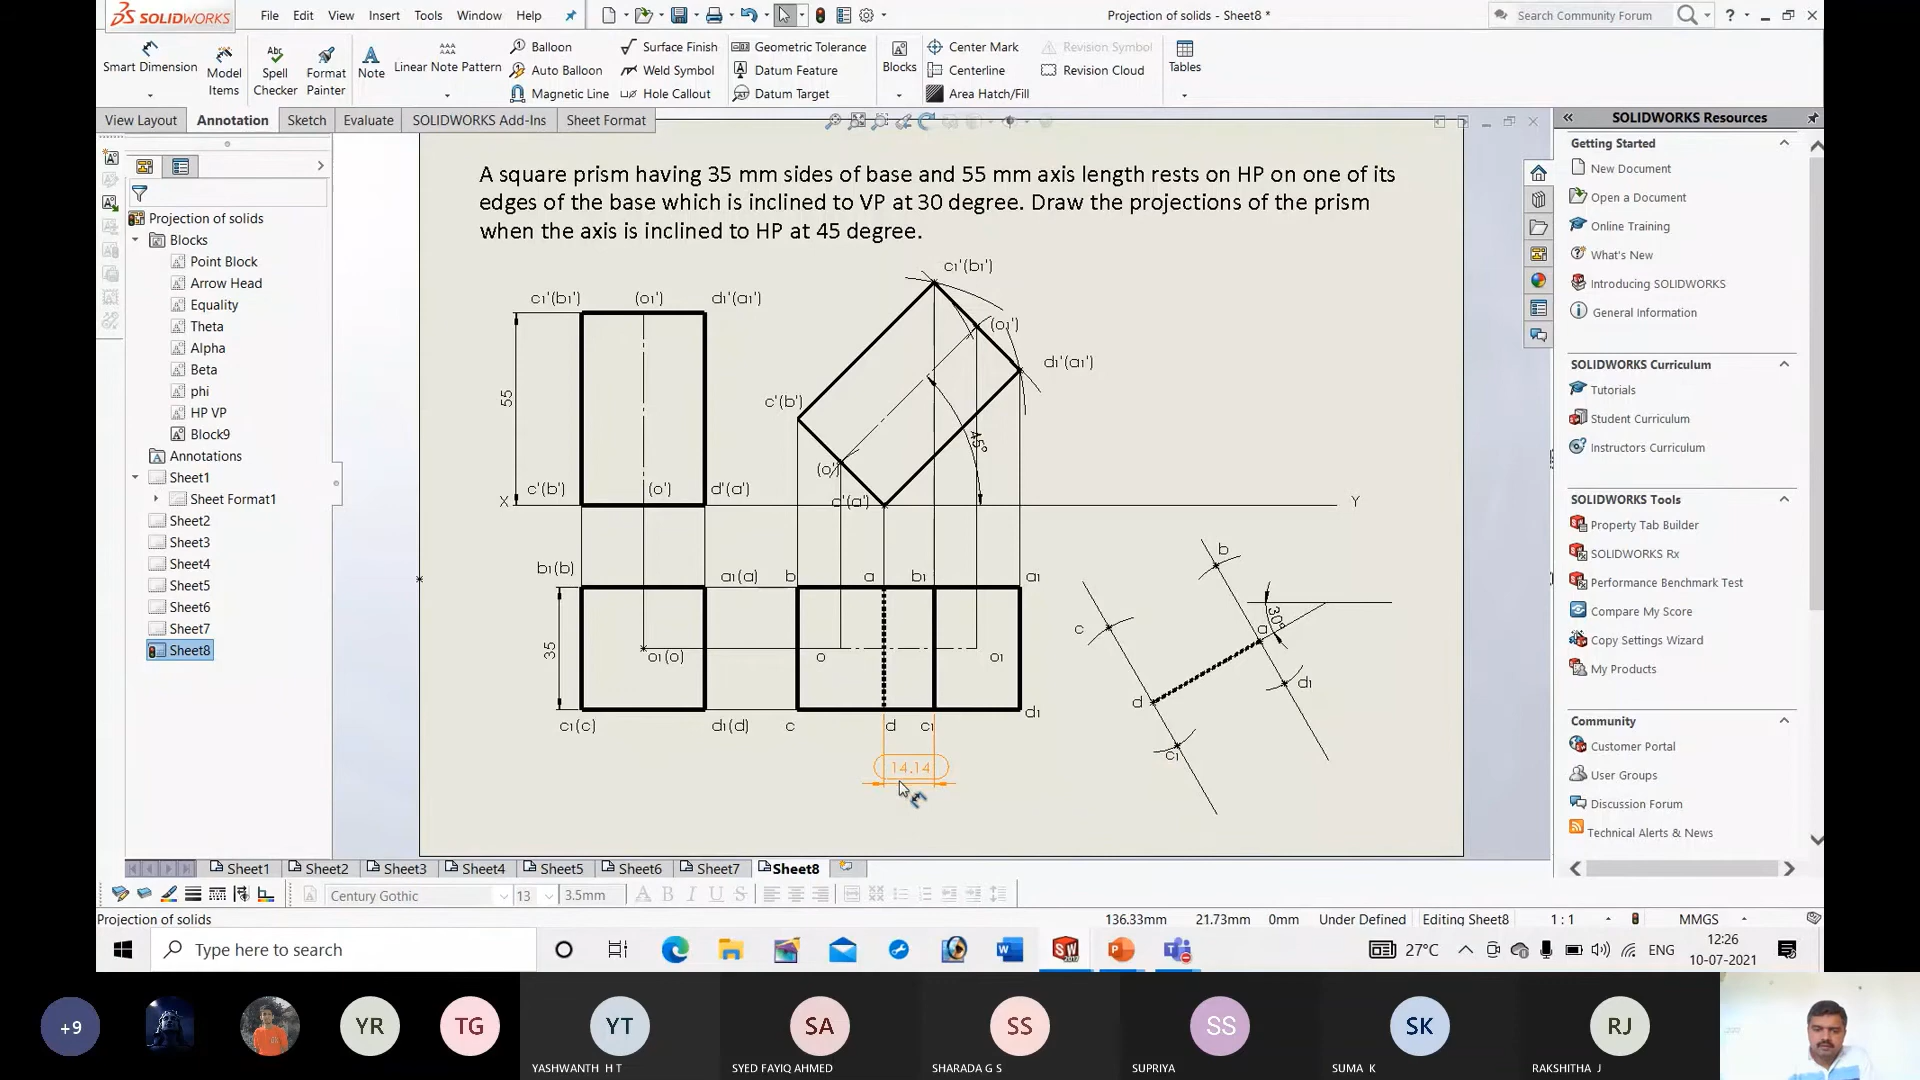 SOLIDWORKS
File Edit View Insert Tools Window Help
Projection of solids - Sheet8 *
Search Community Forum
Smart Dimension
Model Items
Spell Checker
Format Painter
Note
Linear Note Pattern
Balloon
Auto Balloon
Magnetic Line
Surface Finish
Weld Symbol
Hole Callout
Geometric Tolerance
Datum Feature
Datum Target
Blocks
Center Mark
Centerline
Area Hatch/Fill
Revision Symbol
Revision Cloud
Tables
View Layout Annotation Sketch Evaluate SOLIDWORKS Add-Ins Sheet Format
Projection of solids
Blocks
Point Block
Arrow Head
Equality
Theta
Alpha
Beta
phi
HP VP
Block9
Annotations
Sheet1
Sheet Format1
Sheet2
Sheet3
Sheet4
Sheet5
Sheet6
Sheet7
Sheet8
A square prism having 35 mm sides of base and 55 mm axis length rests on HP on one of its
edges of the base which is inclined to VP at 30 degree. Draw the projections of the prism
when the axis is inclined to HP at 45 degree.
c1'(b1') (o1') d1'(a1')
55
c'(b') (o') d'(a')
X
c1'(b1')
(o1')
d1'(a1')
c'(b')
(o')
d'(a')
45°
Y
b1(b) a1(a)
35
o1(o)
c1(c) d1(d)
b a b1 a1
o o1
c d c1 d1
14.14
b
30°
c
a
d
d1
c1
SOLIDWORKS Resources
Getting Started
New Document
Open a Document
Online Training
What's New
Introducing SOLIDWORKS
General Information
SOLIDWORKS Curriculum
Tutorials
Student Curriculum
Instructors Curriculum
SOLIDWORKS Tools
Property Tab Builder
SOLIDWORKS Rx
Performance Benchmark Test
Compare My Score
Copy Settings Wizard
My Products
Community
Customer Portal
User Groups
Discussion Forum
Technical Alerts & News
Sheet1 Sheet2 Sheet3 Sheet4 Sheet5 Sheet6 Sheet7 Sheet8
Century Gothic 13 3.5mm A B I U S
Projection of solids 136.33mm 21.73mm 0mm Under Defined Editing Sheet8 1 : 1 MMGS
Type here to search
27°C ENG
12:26
10-07-2021
+9 YR TG YT SA SS SS SK RJ
YASHWANTH H T SYED FAYIQ AHMED SHARADA G S SUPRIYA SUMA K RAKSHITHA J